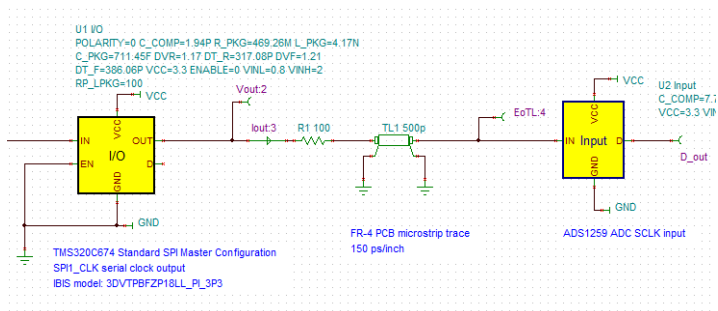 U1 I/O
POLARITY=0 C_COMP=1.94P R_PKG=469.26M L_PKG=4.17N
C_PKG=711.45F DVR=1.17 DT_R=317.08P DVF=1.21
DT_F=386.06P VCC=3.3 ENABLE=0 VINL=0.8 VINH=2
RP_LPKG=100
VCC
Vout:2
EoTL:4
VCC
U2 Input
C_COMP=7.7
VCC=3.3 VIN
IN
VCC
OUT
I/O
EN
D
GND
Iout:3
R1 100
TL1 500p
IN
VCC
Input
D
GND
D_out
GND
GND
TMS320C674 Standard SPI Master Configuration
SPI1_CLK serial clock output
IBIS model: 3DVTPBFZP18LL_PI_3P3
FR-4 PCB microstrip trace
150 ps/inch
ADS1259 ADC SCLK input